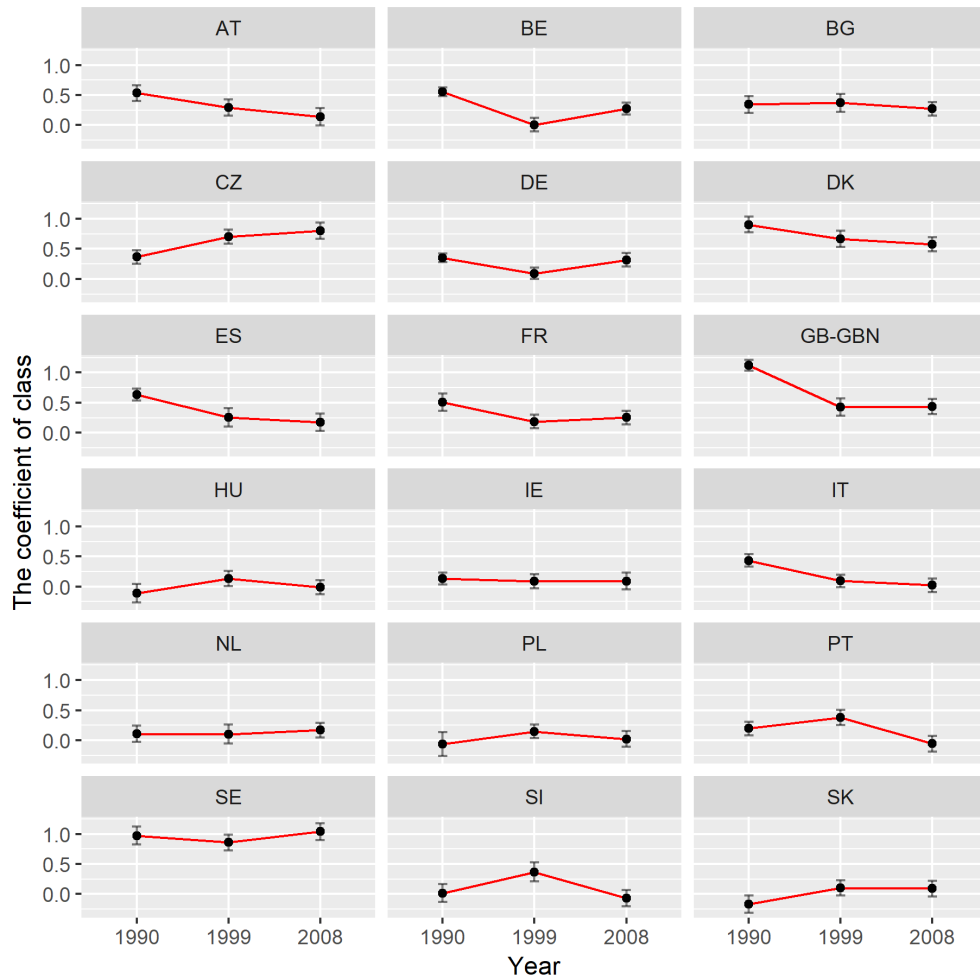 AT BE BG
1.0
0.5
0.0
CZ DE DK
1.0
0.5
0.0
ES FR GB-GBN
1.0
0.5
0.0
HU IE IT
1.0
0.5
0.0
NL PL PT
1.0
0.5
0.0
SE SI SK
1.0
0.5
0.0
The coefficient of class
1990 1999 2008 1990 1999 2008 1990 1999 2008
Year